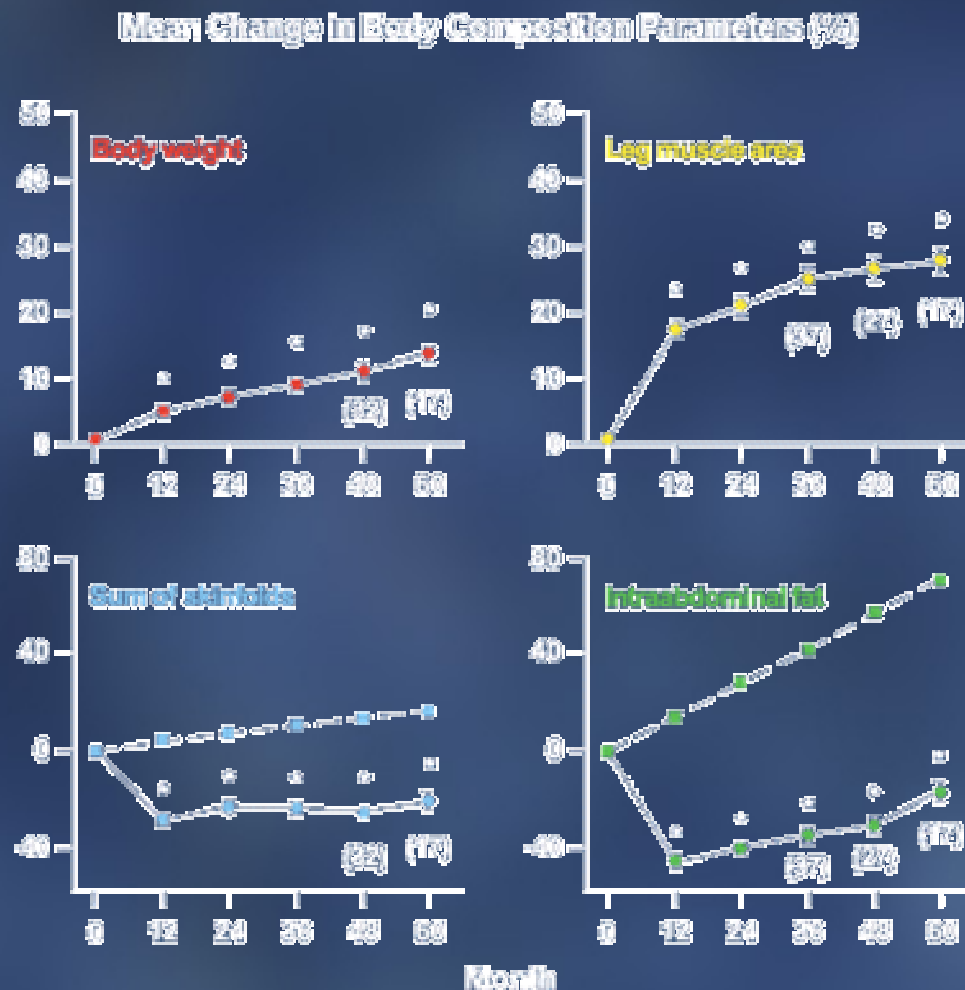 Mean Change in Body Composition Parameters (%)
50
Body weight
40
30
20
10
0
0 12 24 36 48 60
(32) (17)
50
Leg muscle area
40
30
20
10
0
0 12 24 36 48 60
(37) (27) (17)
80
Sum of skinfolds
40
0
-40
0 12 24 36 48 60
(32) (17)
80
Intraabdominal fat
40
0
-40
0 12 24 36 48 60
(37) (27) (17)
Month